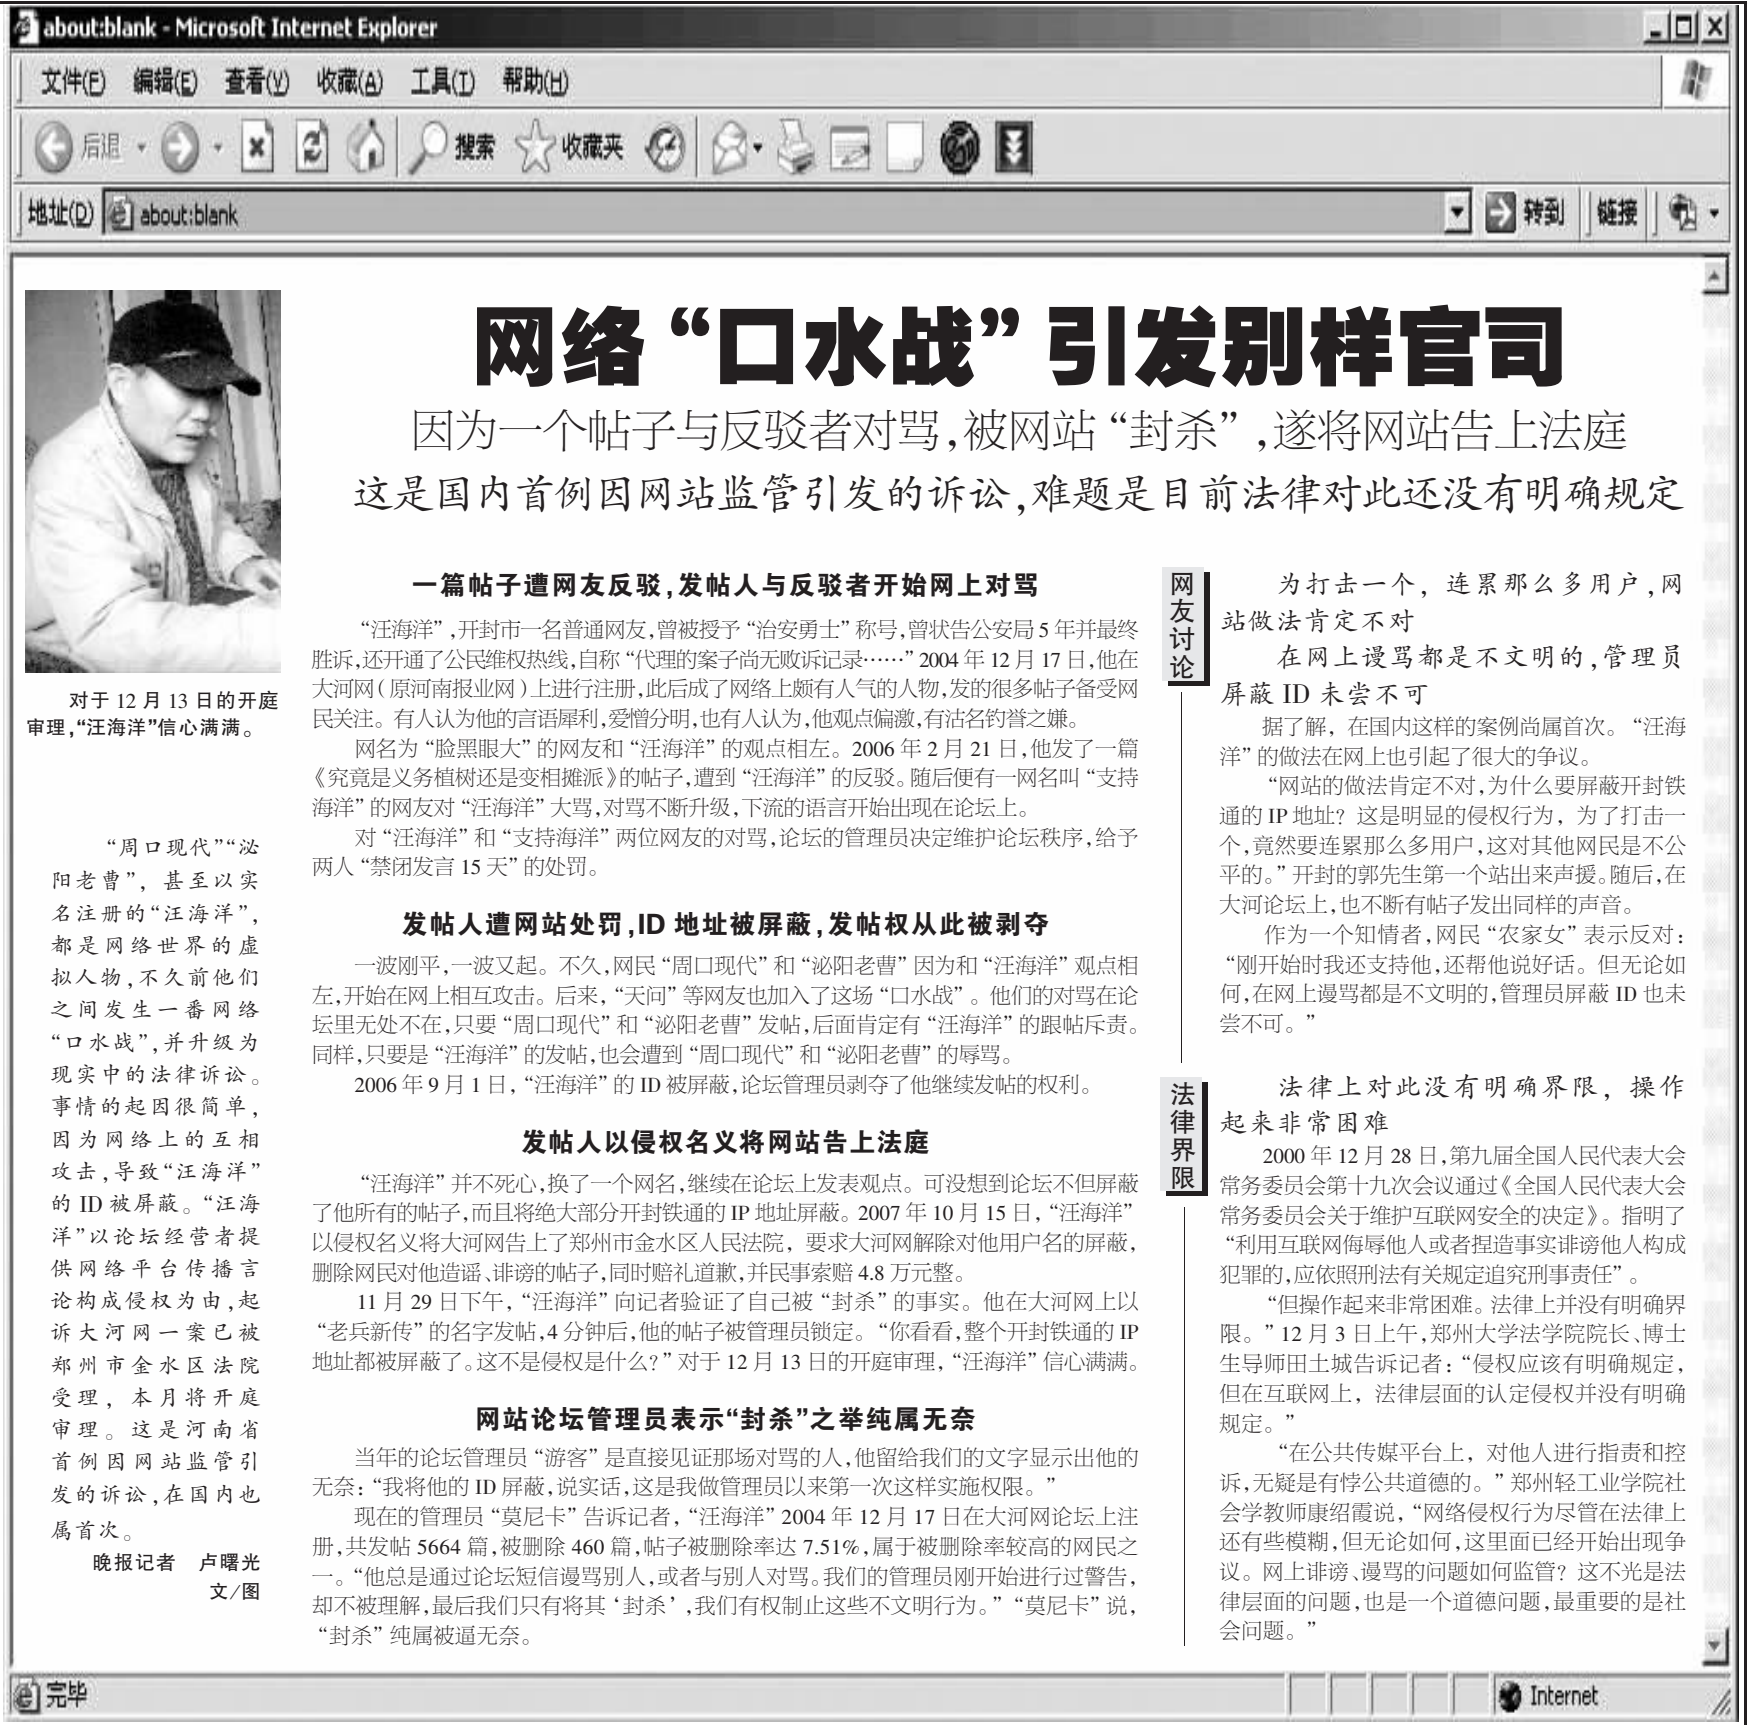 about:blank - Microsoft Internet Explorer
文件(F) 编辑(E) 查看(V) 收藏(A) 工具(T) 帮助(H)
后退 搜索 收藏夹
地址(D) about:blank 转到 链接
网络“口水战”引发别样官司
因为一个帖子与反驳者对骂,被网站“封杀”,遂将网站告上法庭
这是国内首例因网站监管引发的诉讼,难题是目前法律对此还没有明确规定
对于 12 月 13 日的开庭
审理,“汪海洋”信心满满。
“周口现代”“泌
阳老曹”，甚至以实
名注册的“汪海洋”,
都是网络世界的虚
拟人物,不久前他们
之间发生一番网络
“口水战”,并升级为
现实中的法律诉讼。
事情的起因很简单,
因为网络上的互相
攻击,导致“汪海洋”
的 ID 被屏蔽。“汪海
洋”以论坛经营者提
供网络平台传播言
论构成侵权为由,起
诉大河网一案已被
郑州市金水区法院
受理，本月将开庭
审理。这是河南省
首例因网站监管引
发的诉讼,在国内也
属首次。
晚报记者 卢曙光
文/图
一篇帖子遭网友反驳,发帖人与反驳者开始网上对骂
“汪海洋”,开封市一名普通网友,曾被授予“治安勇士”称号,曾状告公安局 5 年并最终
胜诉,还开通了公民维权热线,自称“代理的案子尚无败诉记录……”2004 年 12 月 17 日,他在
大河网(原河南报业网)上进行注册,此后成了网络上颇有人气的人物,发的很多帖子备受网
民关注。有人认为他的言语犀利,爱憎分明,也有人认为,他观点偏激,有沽名钓誉之嫌。
网名为“脸黑眼大”的网友和“汪海洋”的观点相左。2006 年 2 月 21 日,他发了一篇
《究竟是义务植树还是变相摊派》的帖子,遭到“汪海洋”的反驳。随后便有一网名叫“支持
海洋”的网友对“汪海洋”大骂,对骂不断升级,下流的语言开始出现在论坛上。
对“汪海洋”和“支持海洋”两位网友的对骂,论坛的管理员决定维护论坛秩序,给予
两人“禁闭发言 15 天”的处罚。
发帖人遭网站处罚,ID 地址被屏蔽,发帖权从此被剥夺
一波刚平,一波又起。不久,网民“周口现代”和“泌阳老曹”因为和“汪海洋”观点相
左,开始在网上相互攻击。后来，“天问”等网友也加入了这场“口水战”。他们的对骂在论
坛里无处不在,只要“周口现代”和“泌阳老曹”发帖,后面肯定有“汪海洋”的跟帖斥责。
同样,只要是“汪海洋”的发帖,也会遭到“周口现代”和“泌阳老曹”的辱骂。
2006 年 9 月 1 日，“汪海洋”的 ID 被屏蔽,论坛管理员剥夺了他继续发帖的权利。
发帖人以侵权名义将网站告上法庭
“汪海洋”并不死心,换了一个网名,继续在论坛上发表观点。可没想到论坛不但屏蔽
了他所有的帖子,而且将绝大部分开封铁通的 IP 地址屏蔽。2007 年 10 月 15 日，“汪海洋”
以侵权名义将大河网告上了郑州市金水区人民法院，要求大河网解除对他用户名的屏蔽,
删除网民对他造谣、诽谤的帖子,同时赔礼道歉,并民事索赔 4.8 万元整。
11 月 29 日下午，“汪海洋”向记者验证了自己被“封杀”的事实。他在大河网上以
“老兵新传”的名字发帖,4 分钟后,他的帖子被管理员锁定。“你看看,整个开封铁通的 IP
地址都被屏蔽了。这不是侵权是什么?”对于 12 月 13 日的开庭审理，“汪海洋”信心满满。
网站论坛管理员表示“封杀”之举纯属无奈
当年的论坛管理员“游客”是直接见证那场对骂的人,他留给我们的文字显示出他的
无奈：“我将他的 ID 屏蔽,说实话,这是我做管理员以来第一次这样实施权限。”
现在的管理员“莫尼卡”告诉记者，“汪海洋”2004 年 12 月 17 日在大河网论坛上注
册,共发帖 5664 篇,被删除 460 篇,帖子被删除率达 7.51%,属于被删除率较高的网民之
一。“他总是通过论坛短信谩骂别人,或者与别人对骂。我们的管理员刚开始进行过警告,
却不被理解,最后我们只有将其‘封杀’,我们有权制止这些不文明行为。”“莫尼卡”说,
“封杀”纯属被逼无奈。
网友讨论
为打击一个，连累那么多用户,网
站做法肯定不对
在网上谩骂都是不文明的,管理员
屏蔽 ID 未尝不可
据了解，在国内这样的案例尚属首次。“汪海
洋”的做法在网上也引起了很大的争议。
“网站的做法肯定不对,为什么要屏蔽开封铁
通的 IP 地址？这是明显的侵权行为，为了打击一
个,竟然要连累那么多用户,这对其他网民是不公
平的。”开封的郭先生第一个站出来声援。随后,在
大河论坛上,也不断有帖子发出同样的声音。
作为一个知情者,网民“农家女”表示反对：
“刚开始时我还支持他,还帮他说好话。但无论如
何,在网上谩骂都是不文明的,管理员屏蔽 ID 也未
尝不可。”
法律界限
法律上对此没有明确界限，操作
起来非常困难
2000 年 12 月 28 日,第九届全国人民代表大会
常务委员会第十九次会议通过《全国人民代表大会
常务委员会关于维护互联网安全的决定》。指明了
“利用互联网侮辱他人或者捏造事实诽谤他人构成
犯罪的,应依照刑法有关规定追究刑事责任”。
“但操作起来非常困难。法律上并没有明确界
限。”12 月 3 日上午,郑州大学法学院院长、博士
生导师田土城告诉记者：“侵权应该有明确规定,
但在互联网上，法律层面的认定侵权并没有明确
规定。”
“在公共传媒平台上，对他人进行指责和控
诉,无疑是有悖公共道德的。”郑州轻工业学院社
会学教师康绍霞说，“网络侵权行为尽管在法律上
还有些模糊,但无论如何,这里面已经开始出现争
议。网上诽谤、谩骂的问题如何监管？这不光是法
律层面的问题,也是一个道德问题,最重要的是社
会问题。”
完毕 Internet